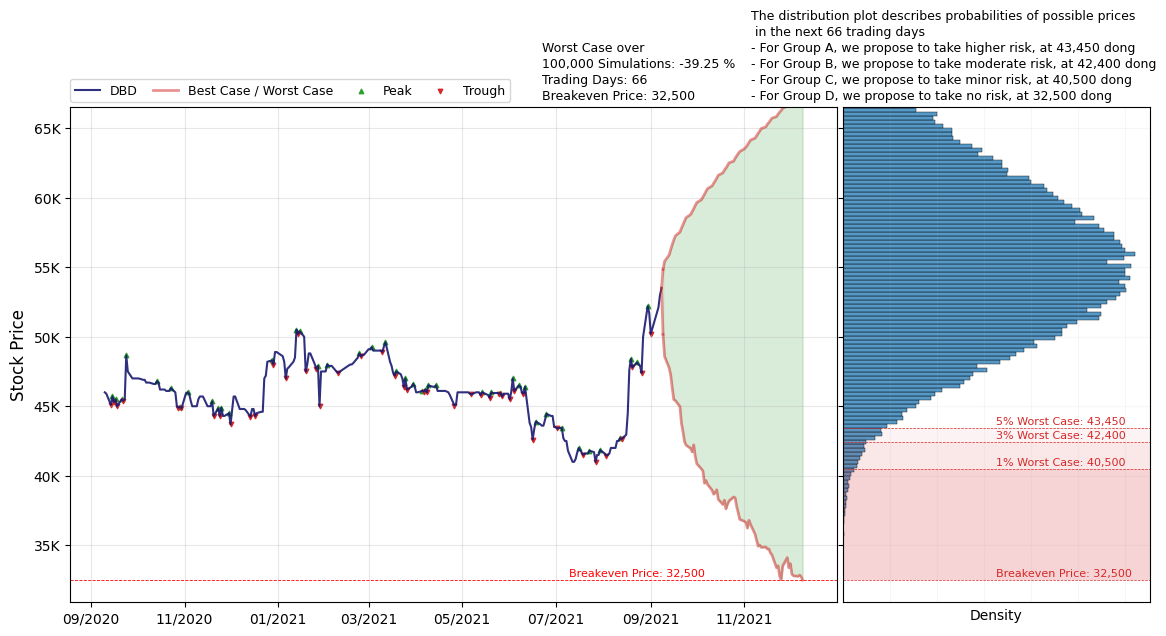 The distribution plot describes probabilities of possible prices
in the next 66 trading days
- For Group A, we propose to take higher risk, at 43,450 dong
- For Group B, we propose to take moderate risk, at 42,400 dong
- For Group C, we propose to take minor risk, at 40,500 dong
- For Group D, we propose to take no risk, at 32,500 dong
Worst Case over
100,000 Simulations: -39.25 %
Trading Days: 66
Breakeven Price: 32,500
DBD
Best Case / Worst Case
Peak
Trough
Stock Price
65K
60K
55K
50K
45K
40K
35K
Breakeven Price: 32,500
09/2020
11/2020
01/2021
03/2021
05/2021
07/2021
09/2021
11/2021
5% Worst Case: 43,450
3% Worst Case: 42,400
1% Worst Case: 40,500
Breakeven Price: 32,500
Density